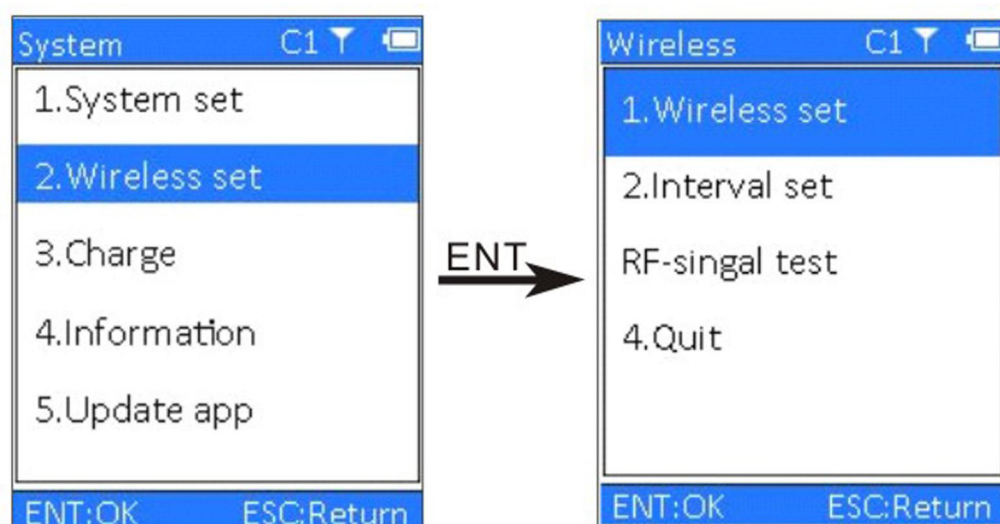 System C1
1.System set
2.Wireless set
3.Charge
4.Information
5.Update app
ENT:OK ESC:Return
ENT
Wireless C1
1.Wireless set
2.Interval set
RF-singal test
4.Quit
ENT:OK ESC:Return